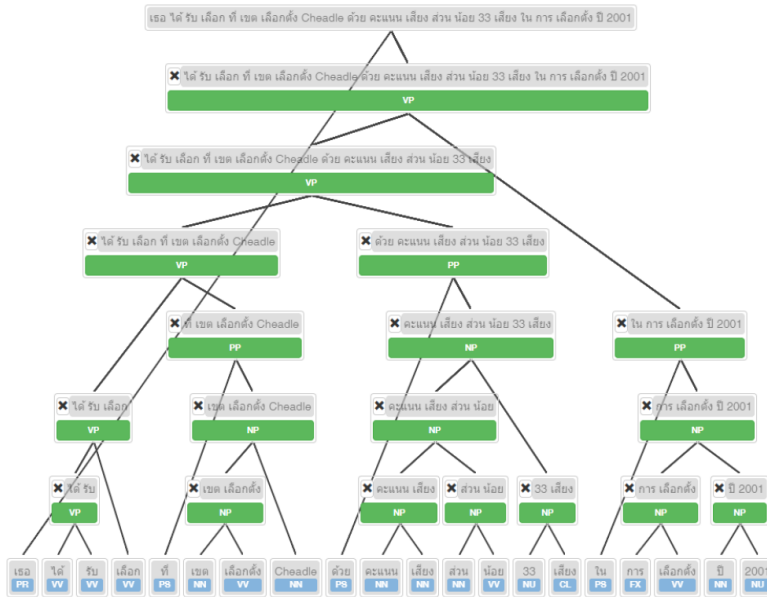 เธอ ได้ รับ เลือก ที่ เขต เลือกตั้ง Cheadle ด้วย คะแนน เสียง ส่วน น้อย 33 เสียง ใน การ เลือกตั้ง ปี 2001
✖ ได้ รับ เลือก ที่ เขต เลือกตั้ง Cheadle ด้วย คะแนน เสียง ส่วน น้อย 33 เสียง ใน การ เลือกตั้ง ปี 2001
VP
✖ ได้ รับ เลือก ที่ เขต เลือกตั้ง Cheadle ด้วย คะแนน เสียง ส่วน น้อย 33 เสียง
VP
✖ ได้ รับ เลือก ที่ เขต เลือกตั้ง Cheadle ✖ ด้วย คะแนน เสียง ส่วน น้อย 33 เสียง
VP PP
✖ ที่ เขต เลือกตั้ง Cheadle ✖ คะแนน เสียง ส่วน น้อย 33 เสียง ✖ ใน การ เลือกตั้ง ปี 2001
PP NP PP
✖ ได้ รับ เลือก ✖ เขต เลือกตั้ง Cheadle ✖ คะแนน เสียง ส่วน น้อย ✖ การ เลือกตั้ง ปี 2001
VP NP NP NP
✖ ได้ รับ ✖ เขต เลือกตั้ง ✖ คะแนน เสียง ✖ ส่วน น้อย ✖ 33 เสียง ✖ การ เลือกตั้ง ✖ ปี 2001
VP NP NP NP NP NP NP
เธอ ได้ รับ เลือก ที่ เขต เลือกตั้ง Cheadle ด้วย คะแนน เสียง ส่วน น้อย 33 เสียง ใน การ เลือกตั้ง ปี 2001
PR VV VV VV PS NN VV NN PS NN NN NN VV NU CL PS FX VV NN NU